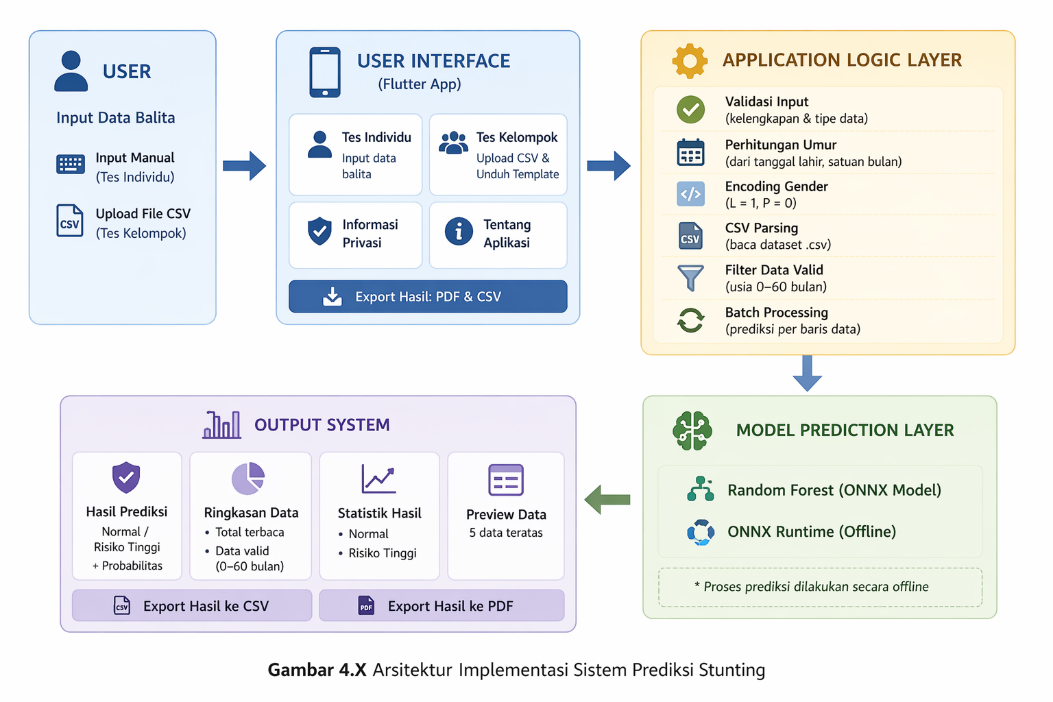 USER
Input Data Balita
Input Manual
(Tes Individu)
CSV
Upload File CSV
(Tes Kelompok)
USER INTERFACE
(Flutter App)
Tes Individu
Input data
balita
Tes Kelompok
Upload CSV &
Unduh Template
Informasi
Privasi
Tentang
Aplikasi
Export Hasil: PDF & CSV
APPLICATION LOGIC LAYER
Validasi Input
(kelengkapan & tipe data)
Perhitungan Umur
(dari tanggal lahir, satuan bulan)
</>
Encoding Gender
(L = 1, P = 0)
CSV
CSV Parsing
(baca dataset .csv)
Filter Data Valid
(usia 0–60 bulan)
Batch Processing
(prediksi per baris data)
MODEL PREDICTION LAYER
Random Forest (ONNX Model)
ONNX Runtime (Offline)
* Proses prediksi dilakukan secara offline
OUTPUT SYSTEM
Hasil Prediksi
Normal /
Risiko Tinggi
+ Probabilitas
Ringkasan Data
• Total terbaca
• Data valid
(0–60 bulan)
Statistik Hasil
• Normal
• Risiko Tinggi
Preview Data
5 data teratas
CSV
Export Hasil ke CSV
PDF
Export Hasil ke PDF
Gambar 4.X Arsitektur Implementasi Sistem Prediksi Stunting